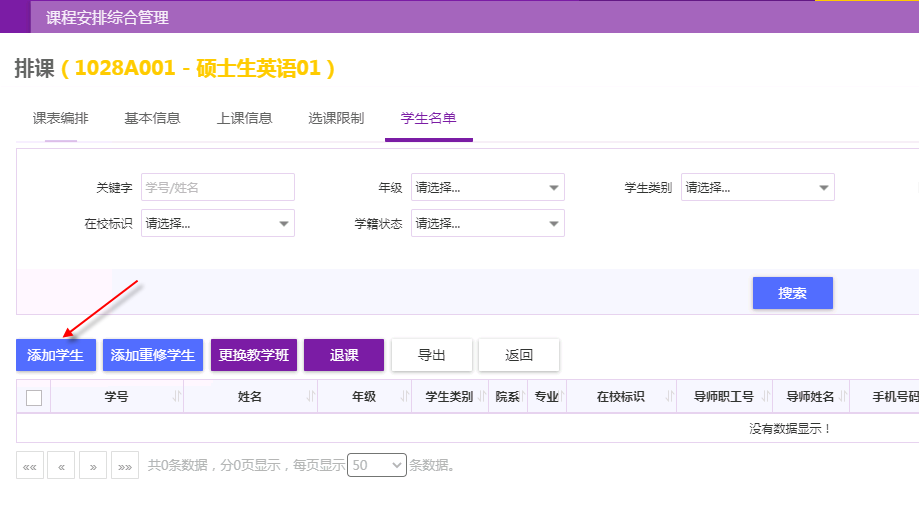 课程安排综合管理
排课（1028A001 - 硕士生英语01）
课表编排 基本信息 上课信息 选课限制 学生名单
关键字 学号/姓名 年级 请选择... 学生类别 请选择...
在校标识 请选择... 学籍状态 请选择...
搜索
添加学生 添加重修学生 更换教学班 退课 导出 返回
学号 姓名 年级 学生类别 院系 专业 在校标识 导师职工号 导师姓名 手机号码
没有数据显示！
«« « » »» 共0条数据，分0页显示，每页显示 50 条数据。